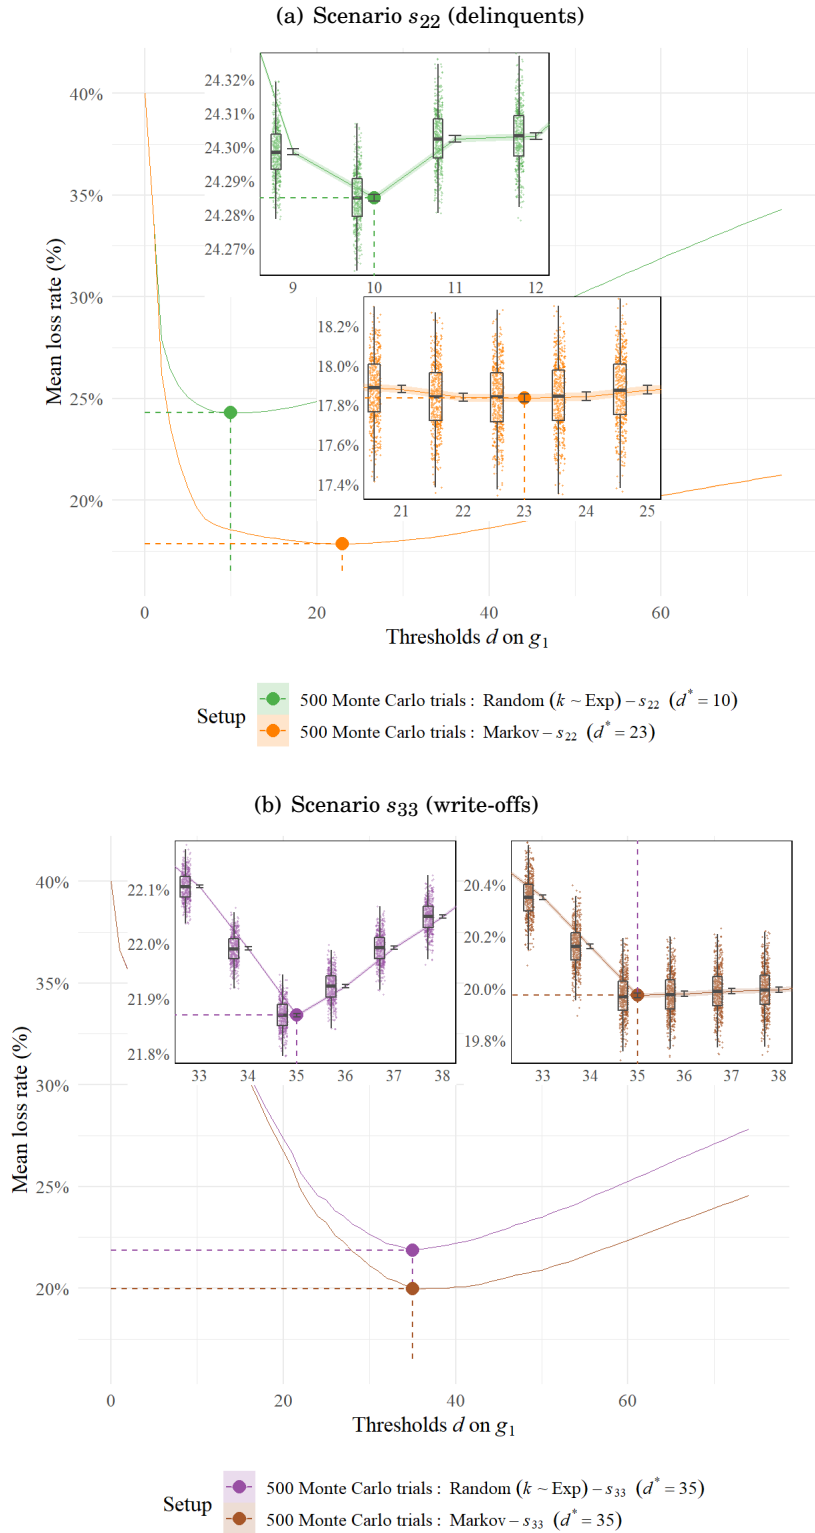 (a) Scenario s22 (delinquents)
Mean loss rate (%)
40%
35%
30%
25%
20%
24.32%
24.31%
24.30%
24.29%
24.28%
24.27%
9 10 11 12
18.2%
18.0%
17.8%
17.6%
17.4%
21 22 23 24 25
0 20 40 60
Thresholds d on g1
Setup
500 Monte Carlo trials : Random (k ~ Exp) – s22 (d* = 10)
500 Monte Carlo trials : Markov – s22 (d* = 23)
(b) Scenario s33 (write-offs)
Mean loss rate (%)
40%
35%
30%
25%
20%
22.1%
22.0%
21.9%
21.8%
33 34 35 36 37 38
20.4%
20.2%
20.0%
19.8%
33 34 35 36 37 38
0 20 40 60
Thresholds d on g1
Setup
500 Monte Carlo trials : Random (k ~ Exp) – s33 (d* = 35)
500 Monte Carlo trials : Markov – s33 (d* = 35)